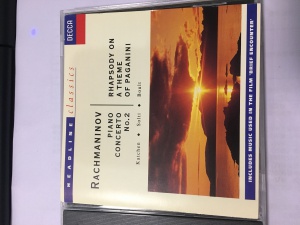 DECCA
HEADLINE classics
RACHMANINOV
PIANO
CONCERTO
No.2
RHAPSODY ON
A THEME
OF PAGANINI
Katchen • Solti • Boult
INCLUDES MUSIC USED IN THE FILM 'BRIEF ENCOUNTER'